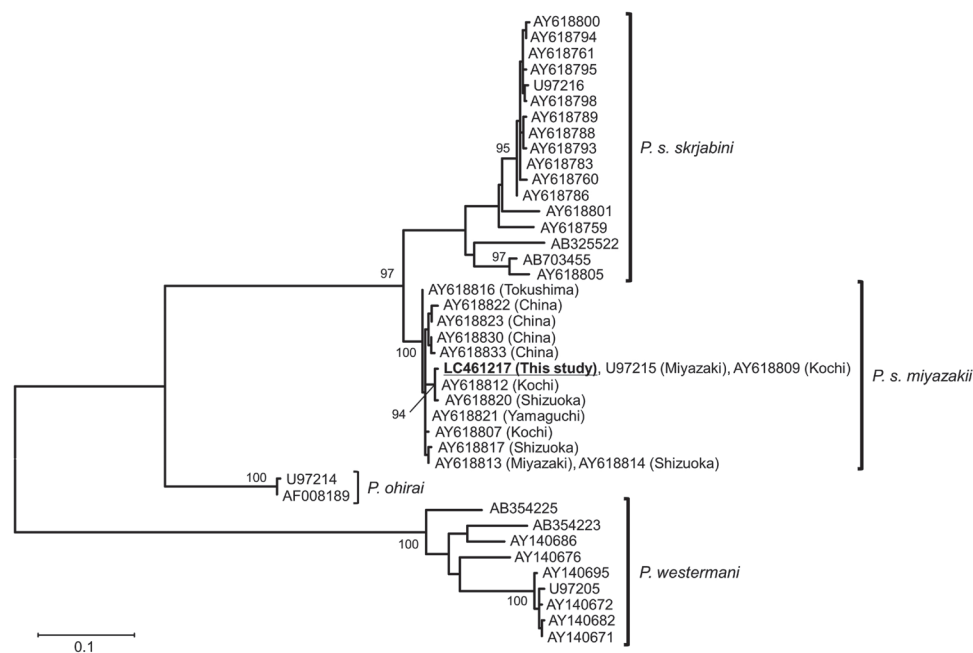 AY618800
AY618794
AY618761
AY618795
U97216
AY618798
AY618789
AY618788
95
AY618793
P. s. skrjabini
AY618783
AY618760
AY618786
AY618801
AY618759
AB325522
97
AB703455
97
AY618805
AY618816 (Tokushima)
AY618822 (China)
AY618823 (China)
AY618830 (China)
100
AY618833 (China)
LC461217 (This study), U97215 (Miyazaki), AY618809 (Kochi)
P. s. miyazakii
AY618812 (Kochi)
AY618820 (Shizuoka)
94
AY618821 (Yamaguchi)
AY618807 (Kochi)
AY618817 (Shizuoka)
AY618813 (Miyazaki), AY618814 (Shizuoka)
100
U97214
P. ohirai
AF008189
AB354225
AB354223
100
AY140686
AY140676
AY140695
P. westermani
U97205
100
AY140672
AY140682
AY140671
0.1